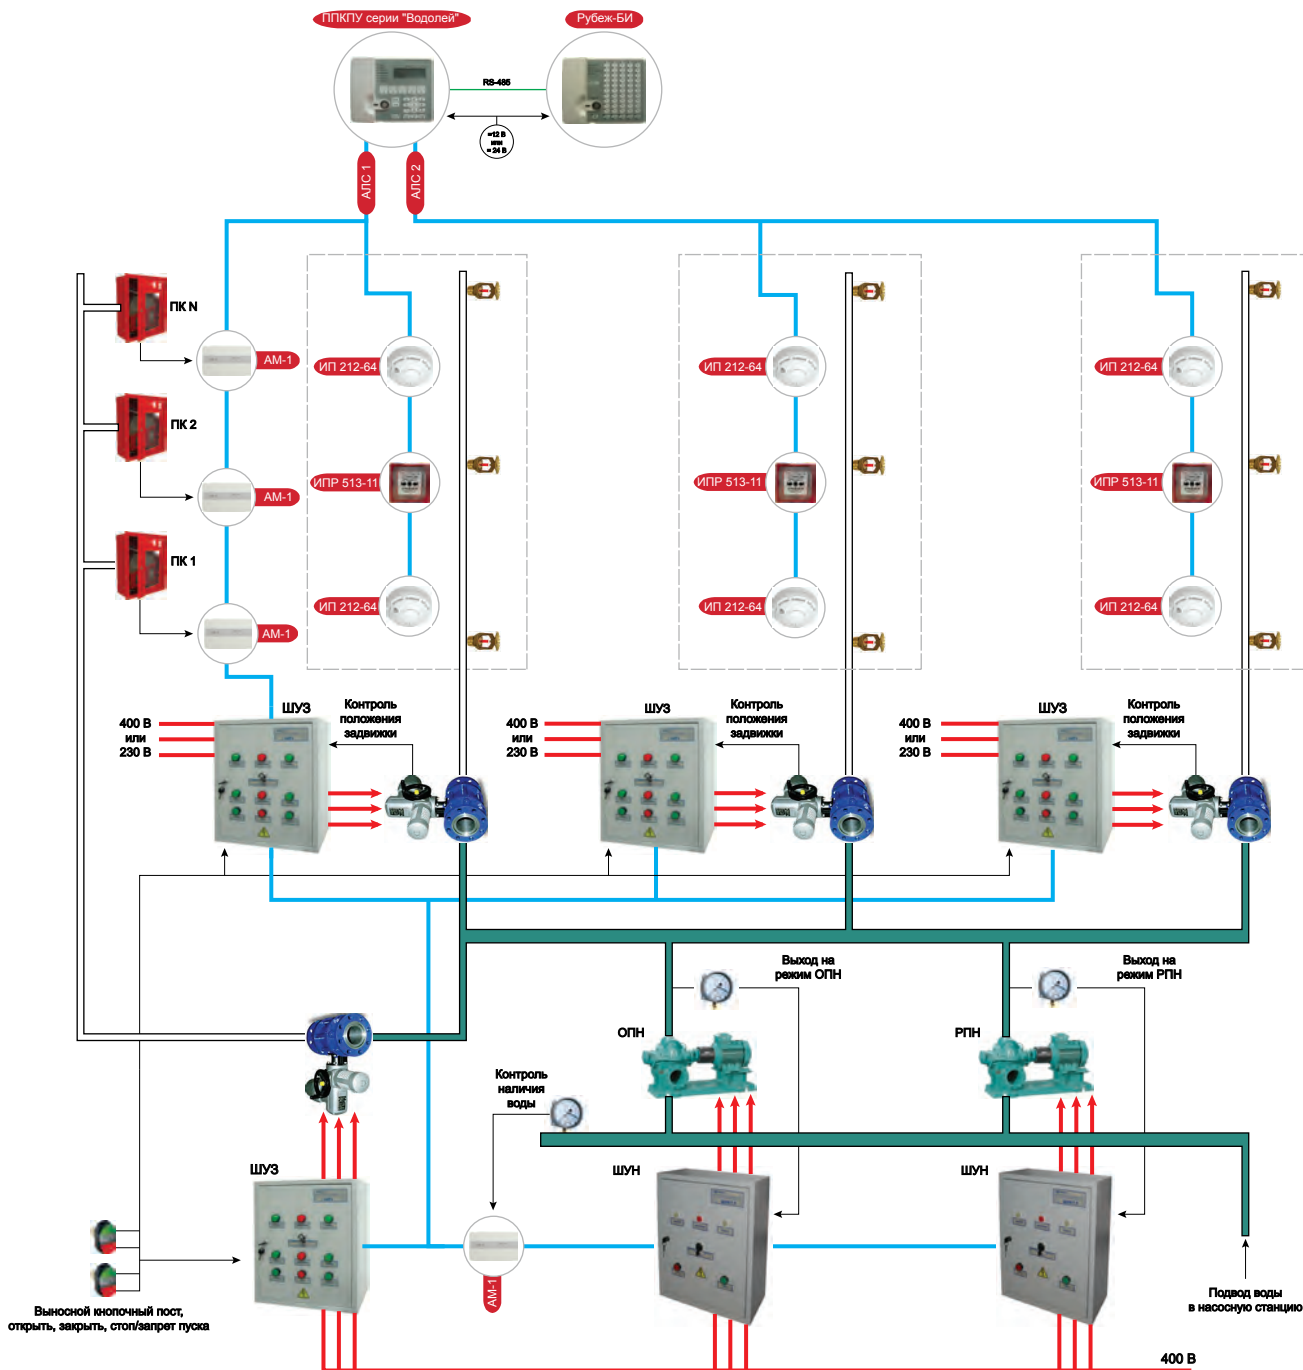 ППКПУ серии "Водолей"
Рубеж-БИ
RS-485
=12 В
или
= 24 В
АЛС 1
АЛС 2
ПК N
АМ-1
ИП 212-64
ИП 212-64
ИП 212-64
ПК 2
АМ-1
ИПР 513-11
ИПР 513-11
ИПР 513-11
ПК 1
АМ-1
ИП 212-64
ИП 212-64
ИП 212-64
400 В
или
230 В
ШУЗ
Контроль
положения
задвижки
400 В
или
230 В
ШУЗ
Контроль
положения
задвижки
400 В
или
230 В
ШУЗ
Контроль
положения
задвижки
Выход на
режим ОПН
Выход на
режим РПН
ОПН
РПН
Контроль
наличия
воды
ШУЗ
ШУН
ШУН
АМ-1
Выносной кнопочный пост,
открыть, закрыть, стоп/запрет пуска
Подвод воды
в насосную станцию
400 В